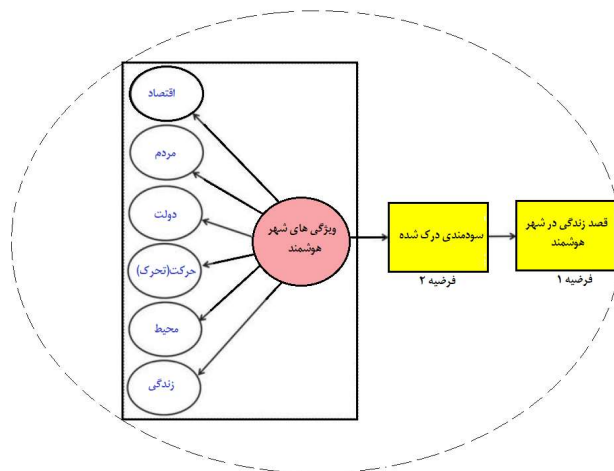 اقتصاد
مردم
دولت
حرکت(تحرک)
محیط
زندگی
ویژگی های شهر
هوشمند
سودمندی درک شده
فرضیه ۲
قصد زندگی در شهر
هوشمند
فرضیه ۱